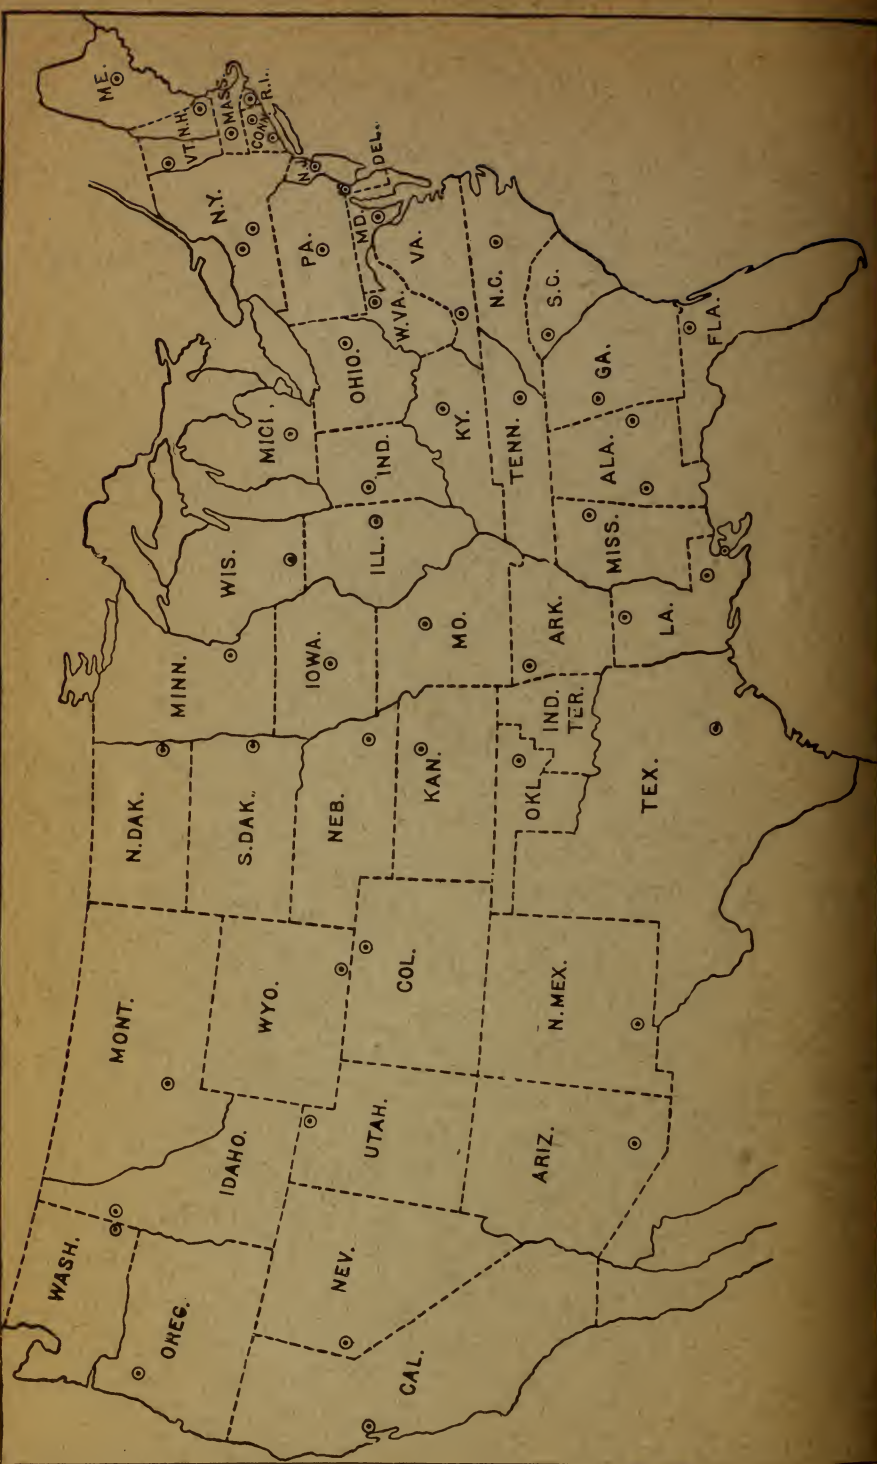 WASH.
OREG.
CAL.
NEV.
IDAHO.
MONT.
WYO.
UTAH.
ARIZ.
COL.
N.MEX.
N.DAK.
S.DAK.
NEB.
KAN.
OKL.
IND.
TER.
TEX.
MINN.
IOWA.
MO.
ARK.
LA.
WIS.
ILL.
MICI.
IND.
OHIO.
KY.
TENN.
MISS.
ALA.
GA.
FLA.
S.C.
N.C.
VA.
W.VA.
MD.
DEL.
PA.
N.Y.
VT.
N.H.
ME.
MASS.
CONN.
R.I.